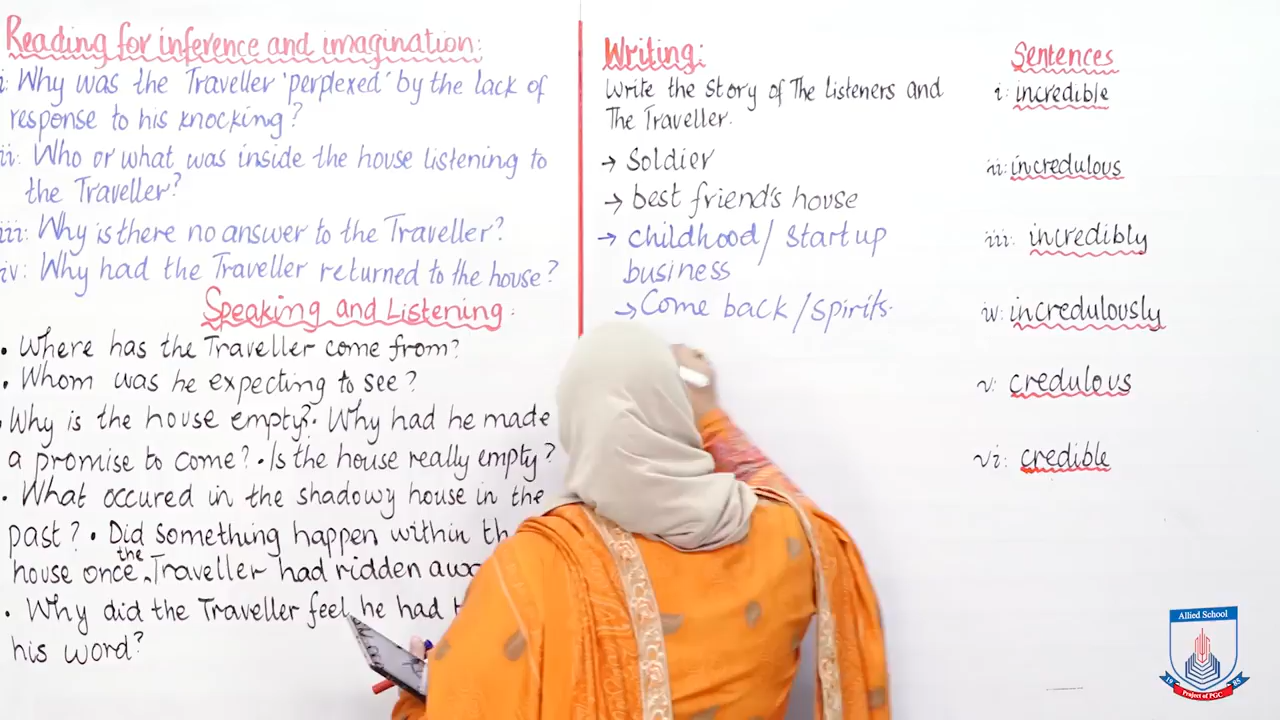 Reading for inference and imagination:
i: Why was the Traveller 'perplexed' by the lack of
response to his knocking?
ii: Who or what was inside the house listening to
the Traveller?
iii: Why is there no answer to the Traveller?
iv: Why had the Traveller returned to the house?
Speaking and Listening:
• Where has the Traveller come from?
• Whom was he expecting to see?
• Why is the house empty? • Why had he made
a promise to come? • Is the house really empty?
• What occured in the shadowy house in the
past? • Did something happen within
house once the Traveller had ridden
• Why did the Traveller feel he had
his word?
Writing:
Write the story of The Listeners and
The Traveller.
→ Soldier
→ best friend's house
→ childhood / start up
business
→ Come back / spirits.
Sentences
i: incredible
ii: incredulous
iii: incredibly
iv: incredulously
v: credulous
vi: credible
Allied School
1985
Project of PGC